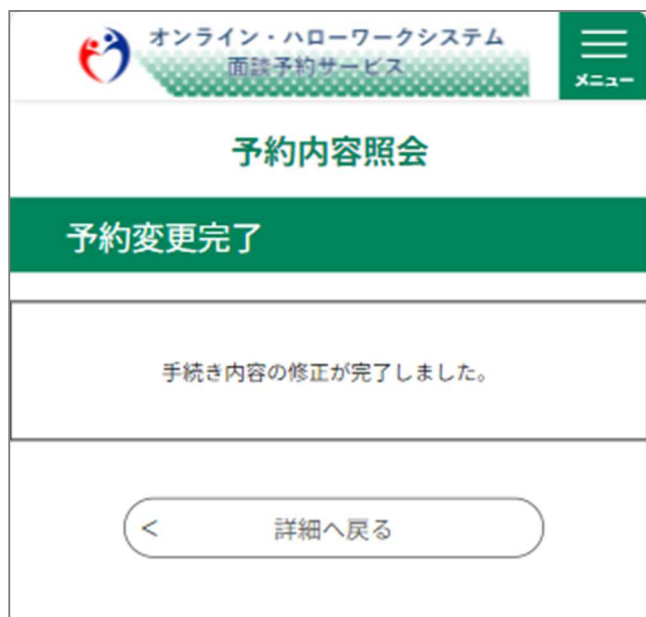 オンライン・ハローワークシステム
面談予約サービス
メニュー
予約内容照会
予約変更完了
手続き内容の修正が完了しました。
< 詳細へ戻る